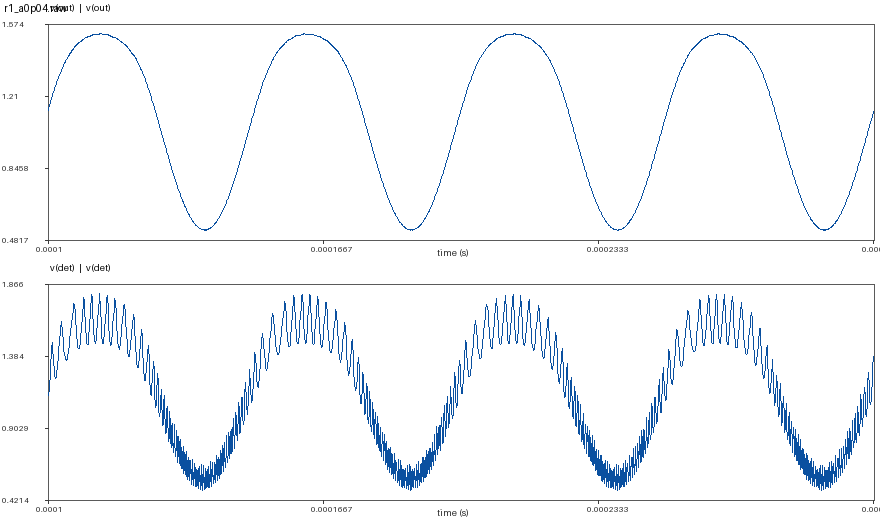 r1_a0p04.raw
v(out) | v(out)
1.574
1.21
0.8458
0.4817
0.0001
0.0001667
0.0002333
time (s)
v(det) | v(det)
1.866
1.384
0.9029
0.4214
0.0001
0.0001667
0.0002333
time (s)